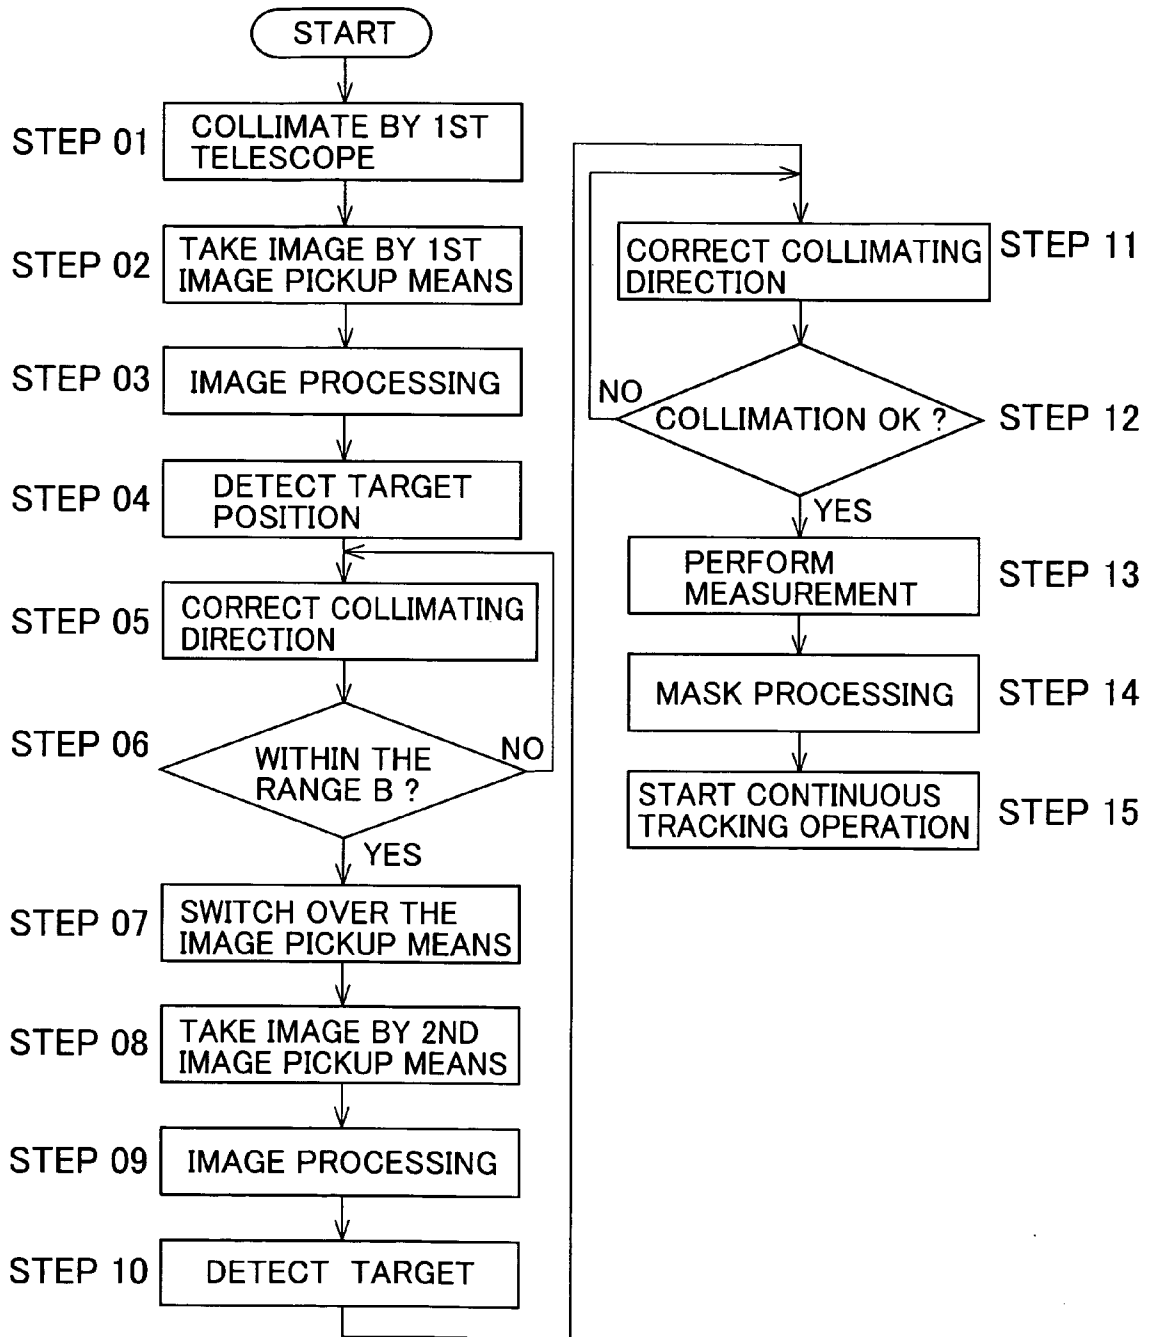 START
STEP 01
COLLIMATE BY 1ST
TELESCOPE
STEP 02
TAKE IMAGE BY 1ST
IMAGE PICKUP MEANS
STEP 03
IMAGE PROCESSING
STEP 04
DETECT TARGET
POSITION
STEP 05
CORRECT COLLIMATING
DIRECTION
STEP 06
WITHIN THE
RANGE B ?
NO
YES
STEP 07
SWITCH OVER THE
IMAGE PICKUP MEANS
STEP 08
TAKE IMAGE BY 2ND
IMAGE PICKUP MEANS
STEP 09
IMAGE PROCESSING
STEP 10
DETECT TARGET
CORRECT COLLIMATING
DIRECTION
STEP 11
NO
COLLIMATION OK ?
STEP 12
YES
PERFORM
MEASUREMENT
STEP 13
MASK PROCESSING
STEP 14
START CONTINUOUS
TRACKING OPERATION
STEP 15